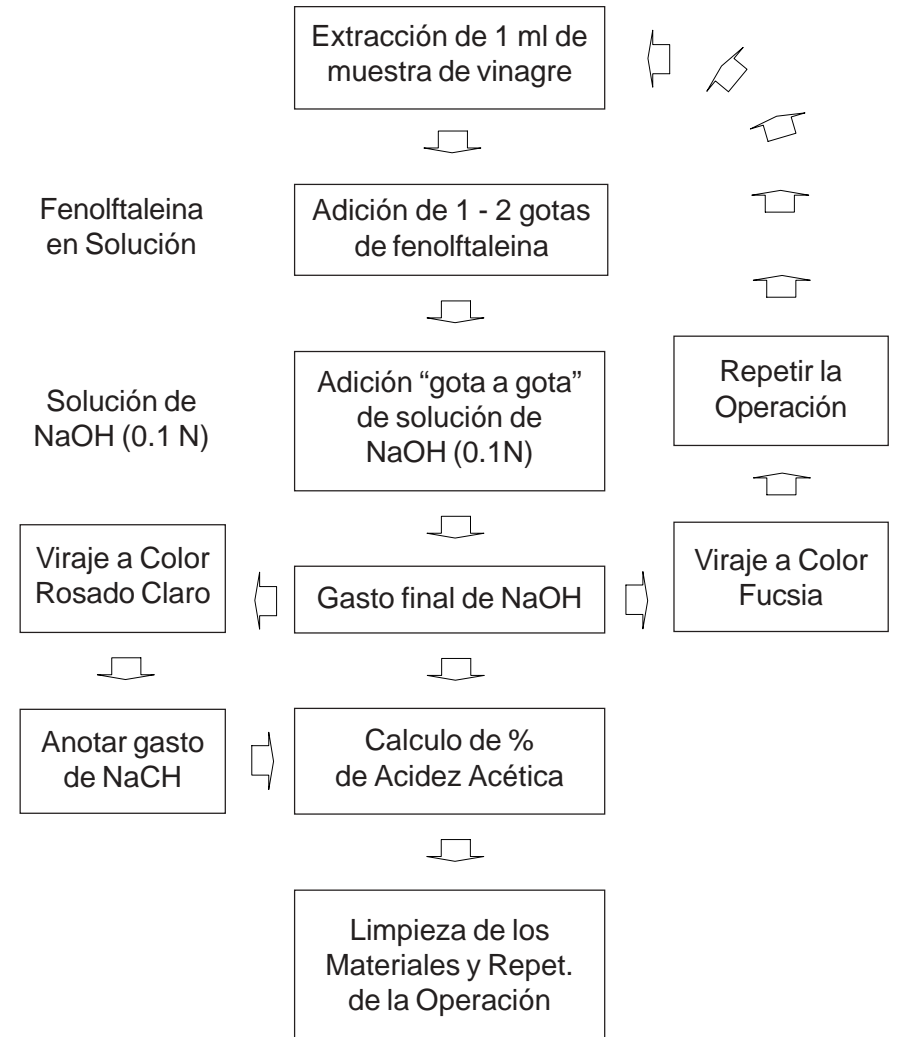 Extracción de 1 ml de
muestra de vinagre
Fenolftaleina
en Solución
Adición de 1 - 2 gotas
de fenolftaleina
Solución de
NaOH (0.1 N)
Adición “gota a gota”
de solución de
NaOH (0.1N)
Repetir la
Operación
Viraje a Color
Rosado Claro
Gasto final de NaOH
Viraje a Color
Fucsia
Anotar gasto
de NaCH
Calculo de %
de Acidez Acética
Limpieza de los
Materiales y Repet.
de la Operación